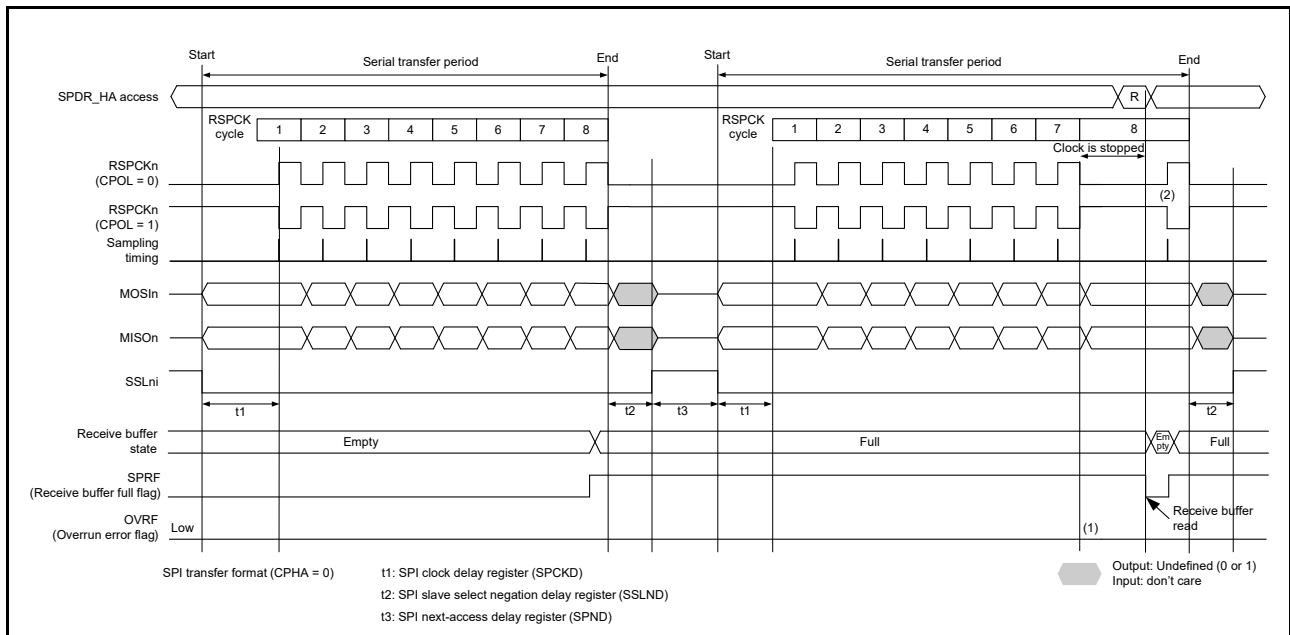 Start
End
Start
End
Serial transfer period
Serial transfer period
SPDR_HA access
R
RSPCK
cycle
1 2 3 4 5 6 7 8
RSPCK
cycle
1 2 3 4 5 6 7 8
Clock is stopped
RSPCKn
(CPOL = 0)
(2)
RSPCKn
(CPOL = 1)
Sampling
timing
MOSIn
MISOn
SSLni
t1
t2
t3
t1
t2
Receive buffer
state
Empty
Full
Em
pty
Full
SPRF
(Receive buffer full flag)
Receive buffer
read
OVRF
(Overrun error flag)
Low
(1)
SPI transfer format (CPHA = 0)
t1: SPI clock delay register (SPCKD)
t2: SPI slave select negation delay register (SSLND)
t3: SPI next-access delay register (SPND)
Output: Undefined (0 or 1)
Input: don't care